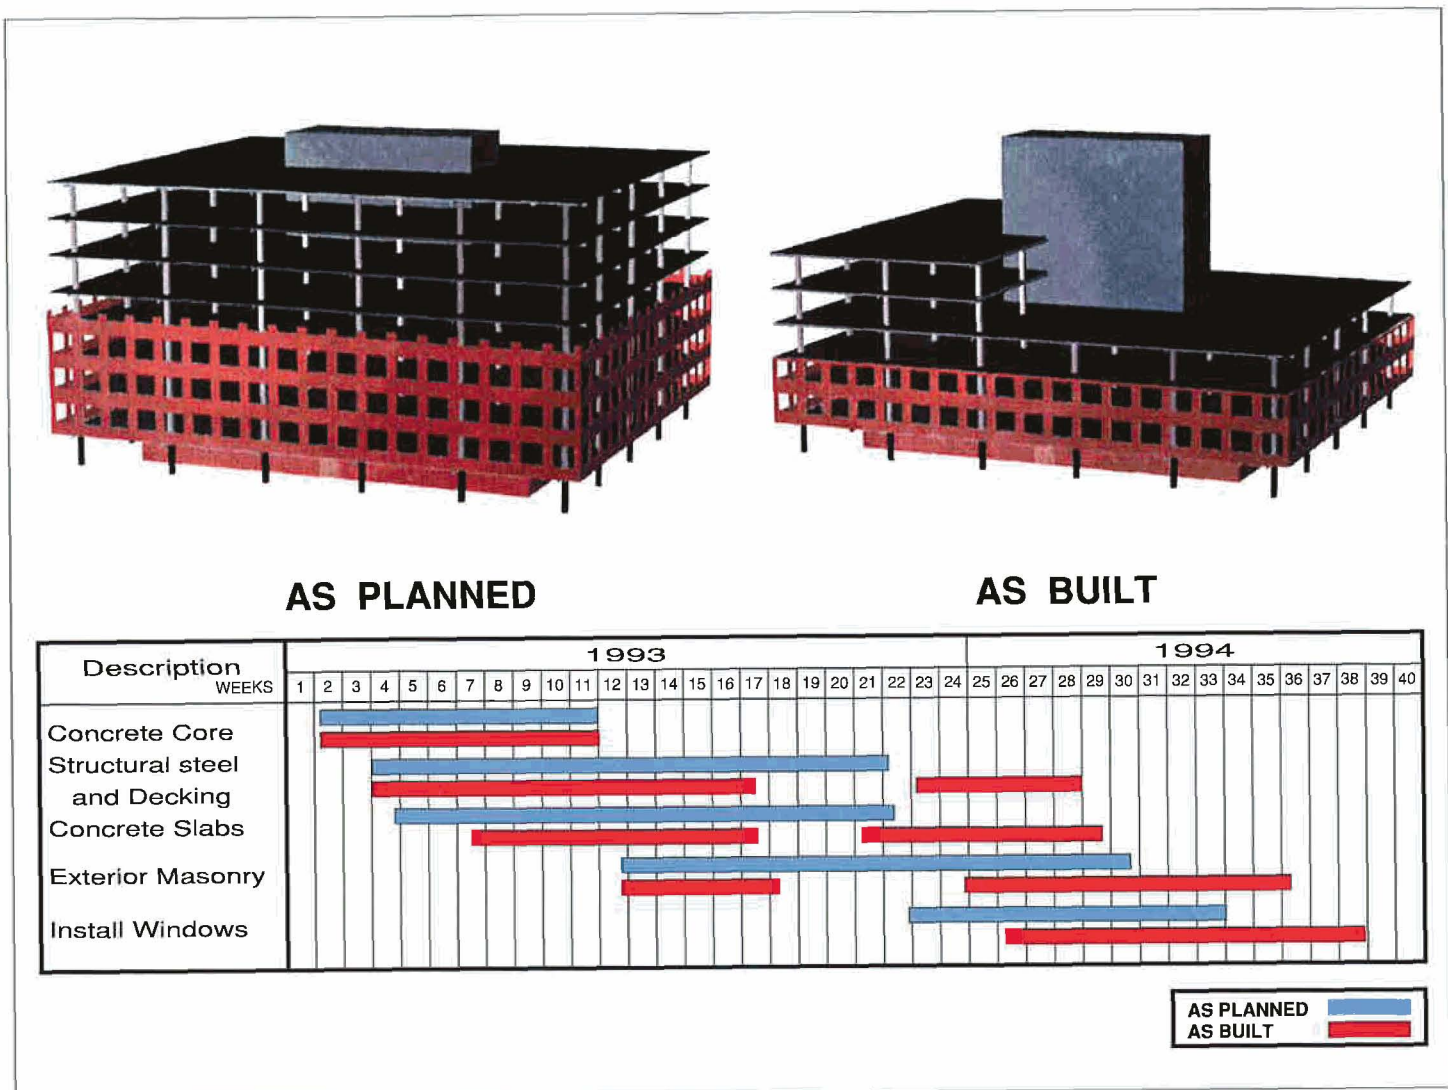 AS PLANNED
AS BUILT
Description
WEEKS
1993
1994
1 2 3 4 5 6 7 8 9 10 11 12 13 14 15 16 17 18 19 20 21 22 23 24 25 26 27 28 29 30 31 32 33 34 35 36 37 38 39 40
Concrete Core
Structural steel
and Decking
Concrete Slabs
Exterior Masonry
Install Windows
AS PLANNED
AS BUILT